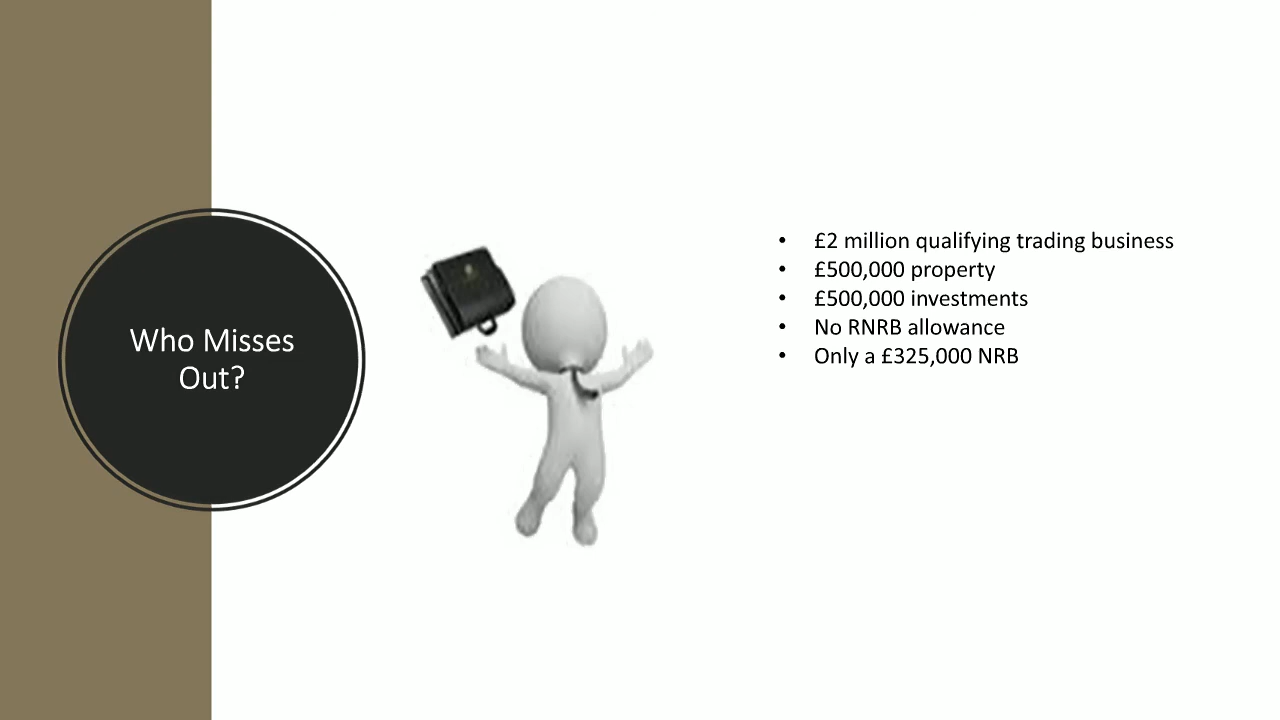 Who Misses
Out?
• £2 million qualifying trading business
• £500,000 property
• £500,000 investments
• No RNRB allowance
• Only a £325,000 NRB